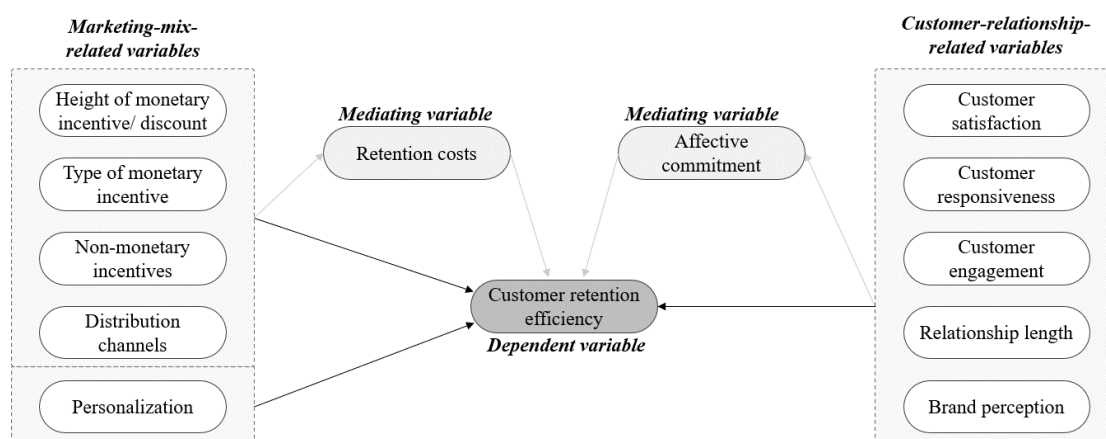 Marketing-mix-
related variables
Height of monetary
incentive/ discount
Type of monetary
incentive
Non-monetary
incentives
Distribution
channels
Personalization
Mediating variable
Retention costs
Mediating variable
Affective
commitment
Customer retention
efficiency
Dependent variable
Customer-relationship-
related variables
Customer
satisfaction
Customer
responsiveness
Customer
engagement
Relationship length
Brand perception